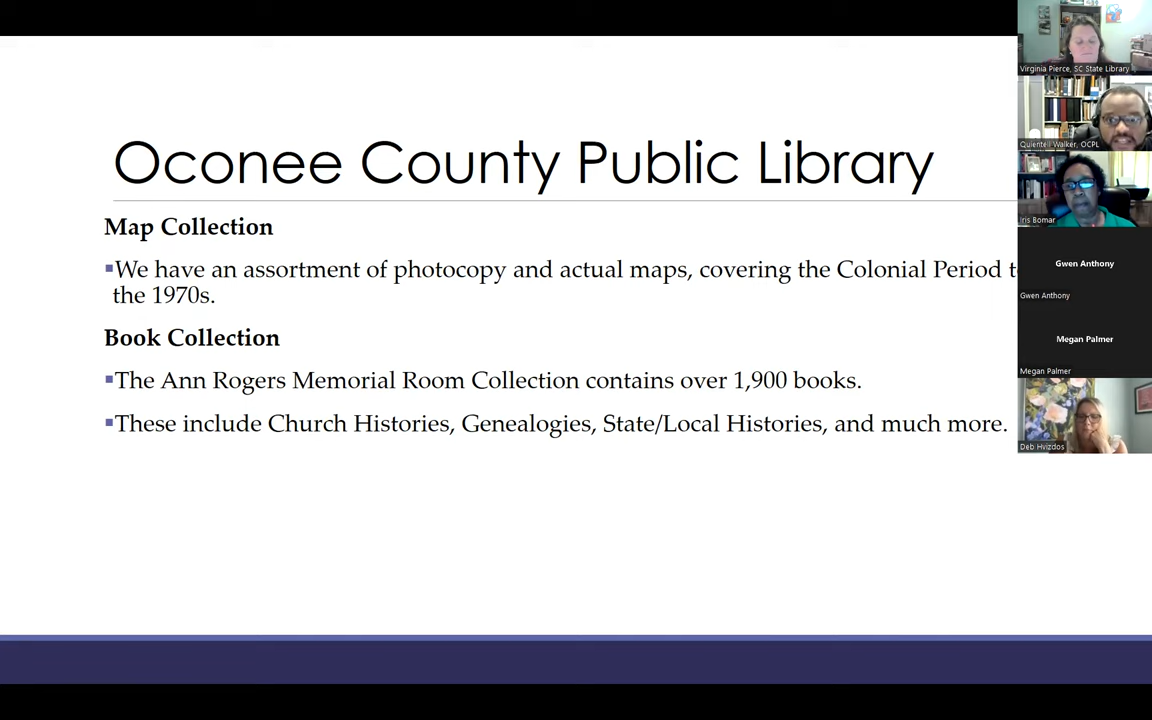 Oconee County Public Library
Map Collection
▪We have an assortment of photocopy and actual maps, covering the Colonial Period
the 1970s.
Book Collection
▪The Ann Rogers Memorial Room Collection contains over 1,900 books.
▪These include Church Histories, Genealogies, State/Local Histories, and much more.
Virginia Pierce, SC State Library
Quientell Walker, OCPL
Iris Bomar
Gwen Anthony
Gwen Anthony
Megan Palmer
Megan Palmer
Deb Hvizdos